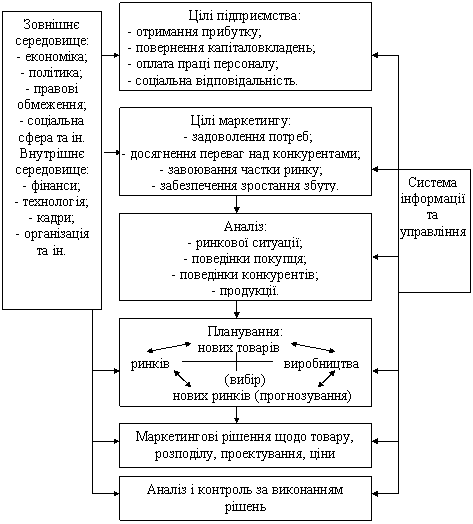 Зовнішнє
середовище:
- економіка;
- політика;
- правові
обмеження;
- соціальна
сфера та ін.
Внутрішнє
середовище:
- фінанси;
- технологія;
- кадри;
- організація
та ін.
Цілі підприємства:
- отримання прибутку;
- повернення капіталовкладень;
- оплата праці персоналу;
- соціальна відповідальність.
Цілі маркетингу:
- задоволення потреб;
- досягнення переваг над конкурентами;
- завоювання частки ринку;
- забезпечення зростання збуту.
Аналіз:
- ринкової ситуації;
- поведінки покупця;
- поведінки конкурентів;
- продукції.
Планування:
нових товарів
ринків виробництва
(вибір)
нових ринків (прогнозування)
Маркетингові рішення щодо товару,
розподілу, проектування, ціни
Аналіз і контроль за виконанням
рішень
Система
інформації
та
управління